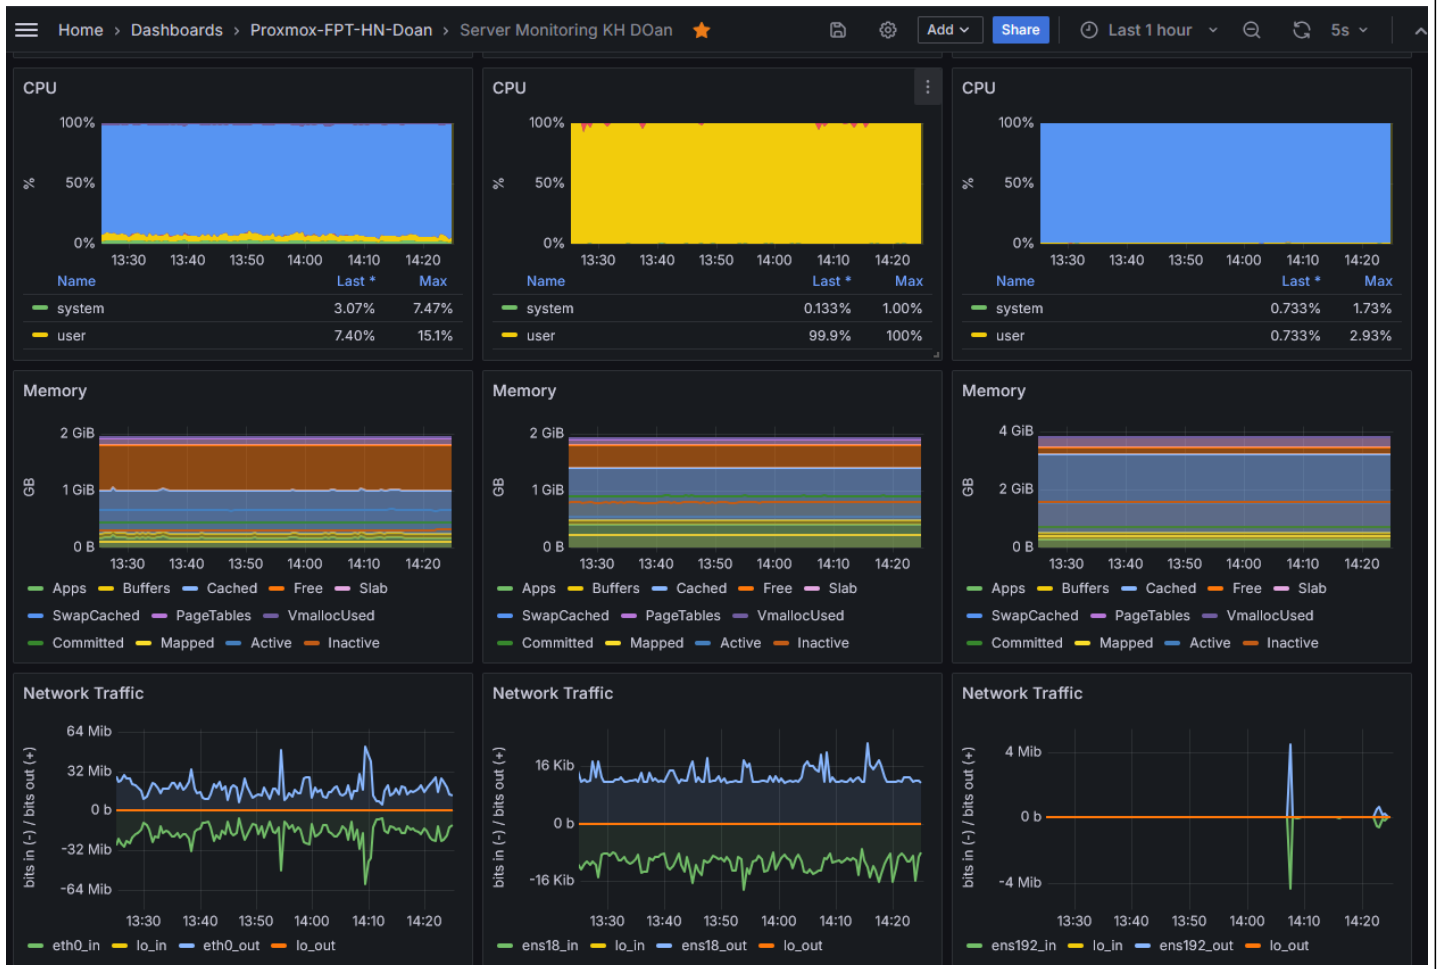 Home › Dashboards › Proxmox-FPT-HN-Doan › Server Monitoring KH DOan Add Share Last 1 hour 5s
CPU
100%
50%
0%
%
13:30 13:40 13:50 14:00 14:10 14:20
Name Last * Max
system 3.07% 7.47%
user 7.40% 15.1%
CPU
100%
50%
0%
%
13:30 13:40 13:50 14:00 14:10 14:20
Name Last * Max
system 0.133% 1.00%
user 99.9% 100%
CPU
100%
50%
0%
%
13:30 13:40 13:50 14:00 14:10 14:20
Name Last * Max
system 0.733% 1.73%
user 0.733% 2.93%
Memory
2 GiB
1 GiB
0 B
GB
13:30 13:40 13:50 14:00 14:10 14:20
Apps Buffers Cached Free Slab
SwapCached PageTables VmallocUsed
Committed Mapped Active Inactive
Memory
2 GiB
1 GiB
0 B
GB
13:30 13:40 13:50 14:00 14:10 14:20
Apps Buffers Cached Free Slab
SwapCached PageTables VmallocUsed
Committed Mapped Active Inactive
Memory
4 GiB
2 GiB
0 B
GB
13:30 13:40 13:50 14:00 14:10 14:20
Apps Buffers Cached Free Slab
SwapCached PageTables VmallocUsed
Committed Mapped Active Inactive
Network Traffic
64 Mib
32 Mib
0 b
-32 Mib
-64 Mib
bits in (-) / bits out (+)
13:30 13:40 13:50 14:00 14:10 14:20
eth0_in lo_in eth0_out lo_out
Network Traffic
16 Kib
0 b
-16 Kib
bits in (-) / bits out (+)
13:30 13:40 13:50 14:00 14:10 14:20
ens18_in lo_in ens18_out lo_out
Network Traffic
4 Mib
0 b
-4 Mib
bits in (-) / bits out (+)
13:30 13:40 13:50 14:00 14:10 14:20
ens192_in lo_in ens192_out lo_out